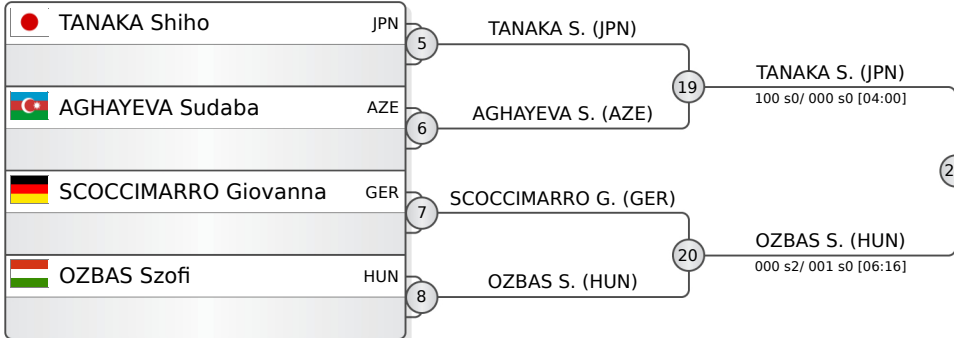 TANAKA Shiho JPN
5
TANAKA S. (JPN)
19
TANAKA S. (JPN)
100 s0/ 000 s0 [04:00]
AGHAYEVA Sudaba AZE
6
AGHAYEVA S. (AZE)
SCOCCIMARRO Giovanna GER
7
SCOCCIMARRO G. (GER)
20
OZBAS S. (HUN)
000 s2/ 001 s0 [06:16]
OZBAS Szofi HUN
8
OZBAS S. (HUN)